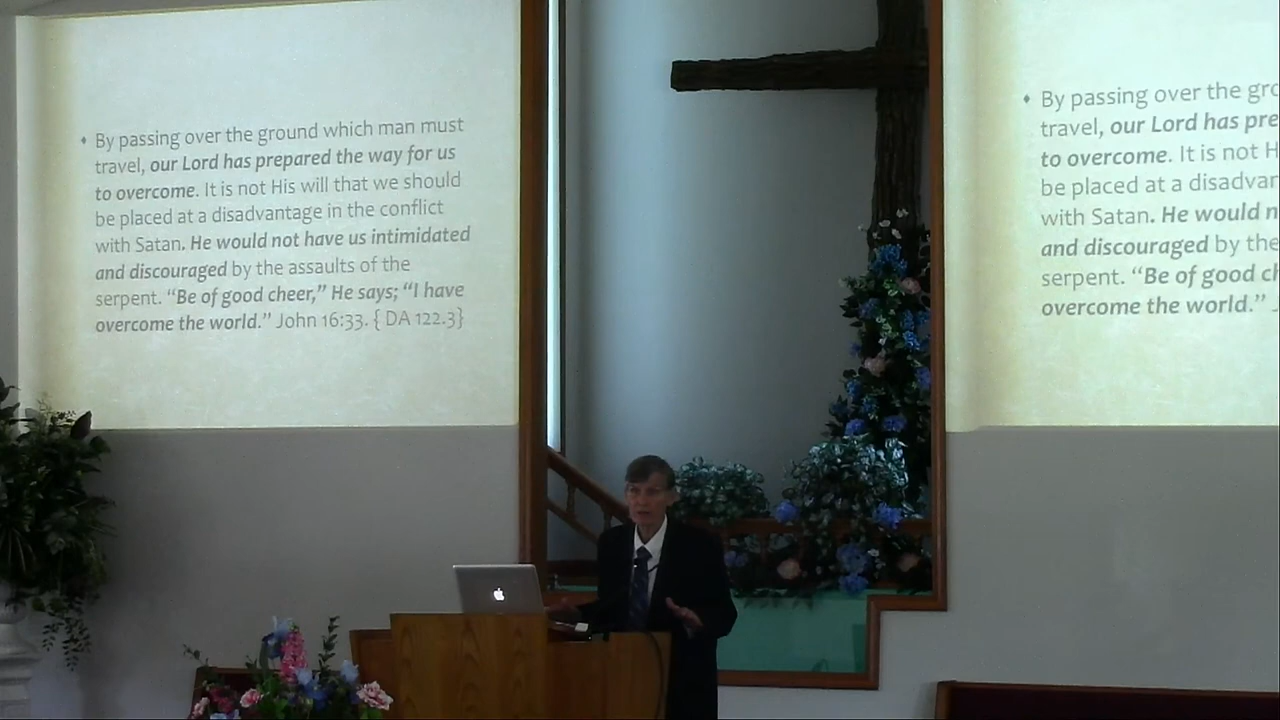 • By passing over the ground which man must
travel, our Lord has prepared the way for us
to overcome. It is not His will that we should
be placed at a disadvantage in the conflict
with Satan. He would not have us intimidated
and discouraged by the assaults of the
serpent. “Be of good cheer,” He says; “I have
overcome the world.” John 16:33. { DA 122.3}
• By passing over the gro
travel, our Lord has pre
to overcome. It is not H
be placed at a disadvan
with Satan. He would n
and discouraged by the
serpent. “Be of good ch
overcome the world.”